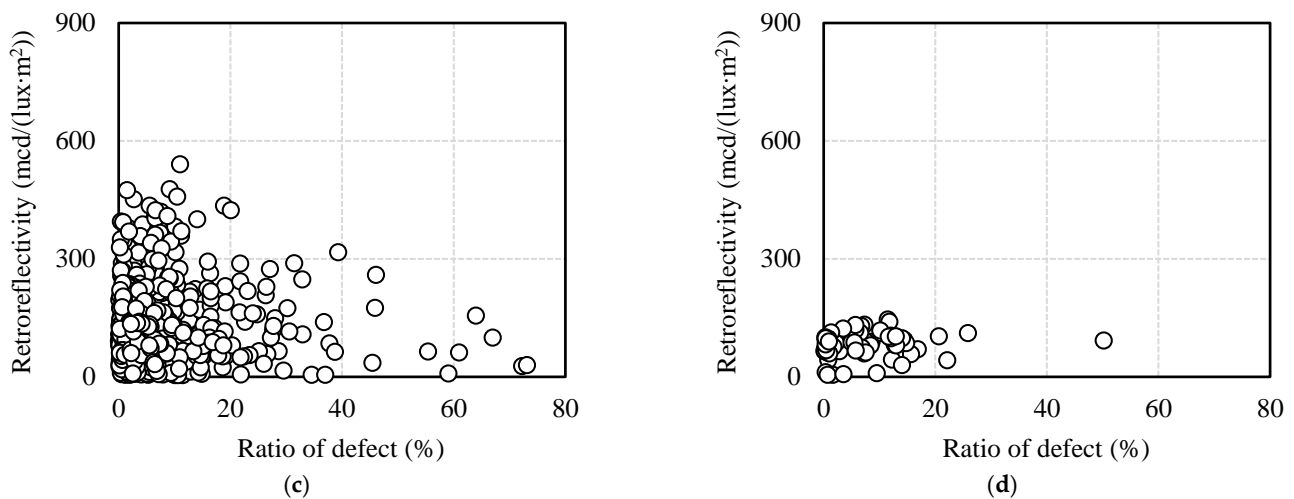 Retroreflectivity (mcd/(lux·m²))
900
600
300
0
0 20 40 60 80
Ratio of defect (%)
(c)
Retroreflectivity (mcd/(lux·m²))
900
600
300
0
0 20 40 60 80
Ratio of defect (%)
(d)